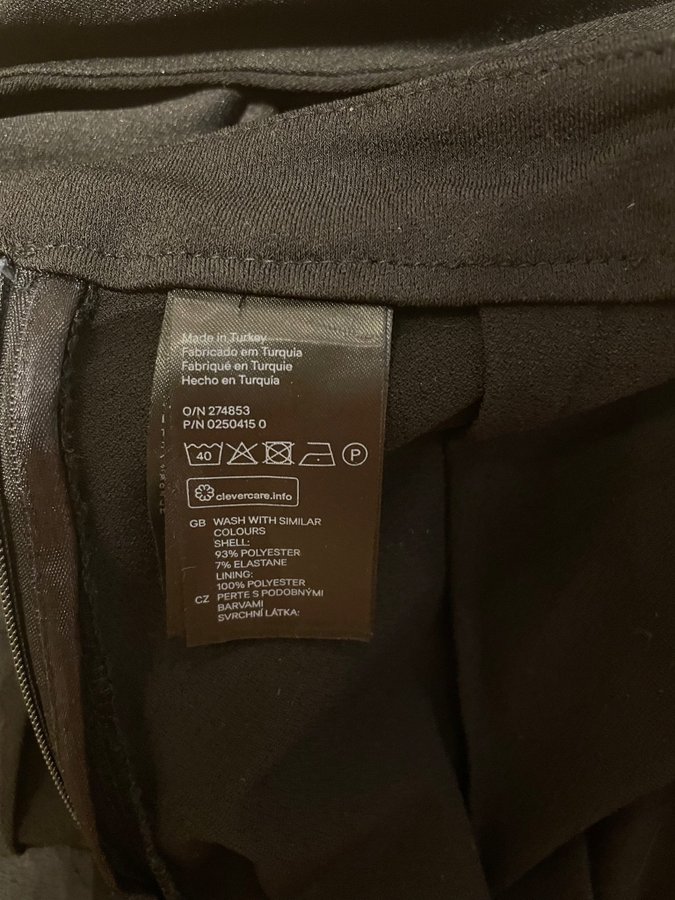 Made in Turkey
Fabricado em Turquia
Fabriqué en Turquie
Hecho en Turquía
O/N 274853
P/N 0250415 0
40 P
clevercare.info
GB WASH WITH SIMILAR
COLOURS
SHELL:
93% POLYESTER
7% ELASTANE
LINING:
100% POLYESTER
CZ PERTE S PODOBNÝMI
BARVAMI
SVRCHNÍ LÁTKA: